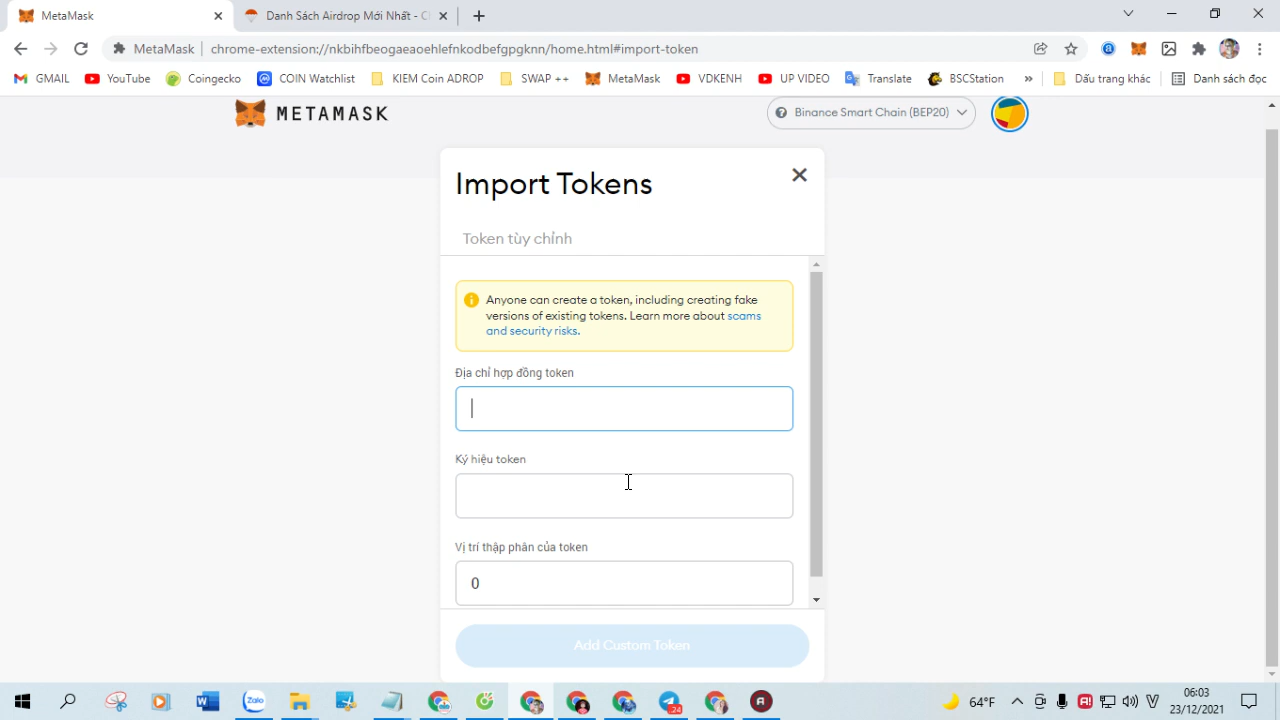 MetaMask
Danh Sách Airdrop Mới Nhất - C
MetaMask
chrome-extension://nkbihfbeogaeaoehlefnkodbefgpgknn/home.html#import-token
GMAIL
YouTube
Coingecko
COIN Watchlist
KIEM Coin ADROP
SWAP ++
MetaMask
VDKENH
UP VIDEO
Translate
BSCStation
»
Dấu trang khác
Danh sách đọc
METAMASK
Binance Smart Chain (BEP20)
Import Tokens
Token tùy chỉnh
Anyone can create a token, including creating fake
versions of existing tokens. Learn more about scams
and security risks.
Địa chỉ hợp đồng token
Ký hiệu token
Vị trí thập phân của token
0
Add Custom Token
Zalo
24
64°F
06:03
23/12/2021